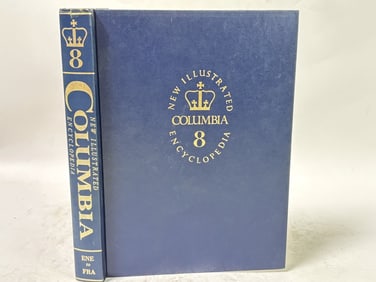 8
COLUMBIA
NEW ILLUSTRATED
ENCYCLOPEDIA
ENE
to
FRA
NEW ILLUSTRATED
COLUMBIA
8
ENCYCLOPEDIA